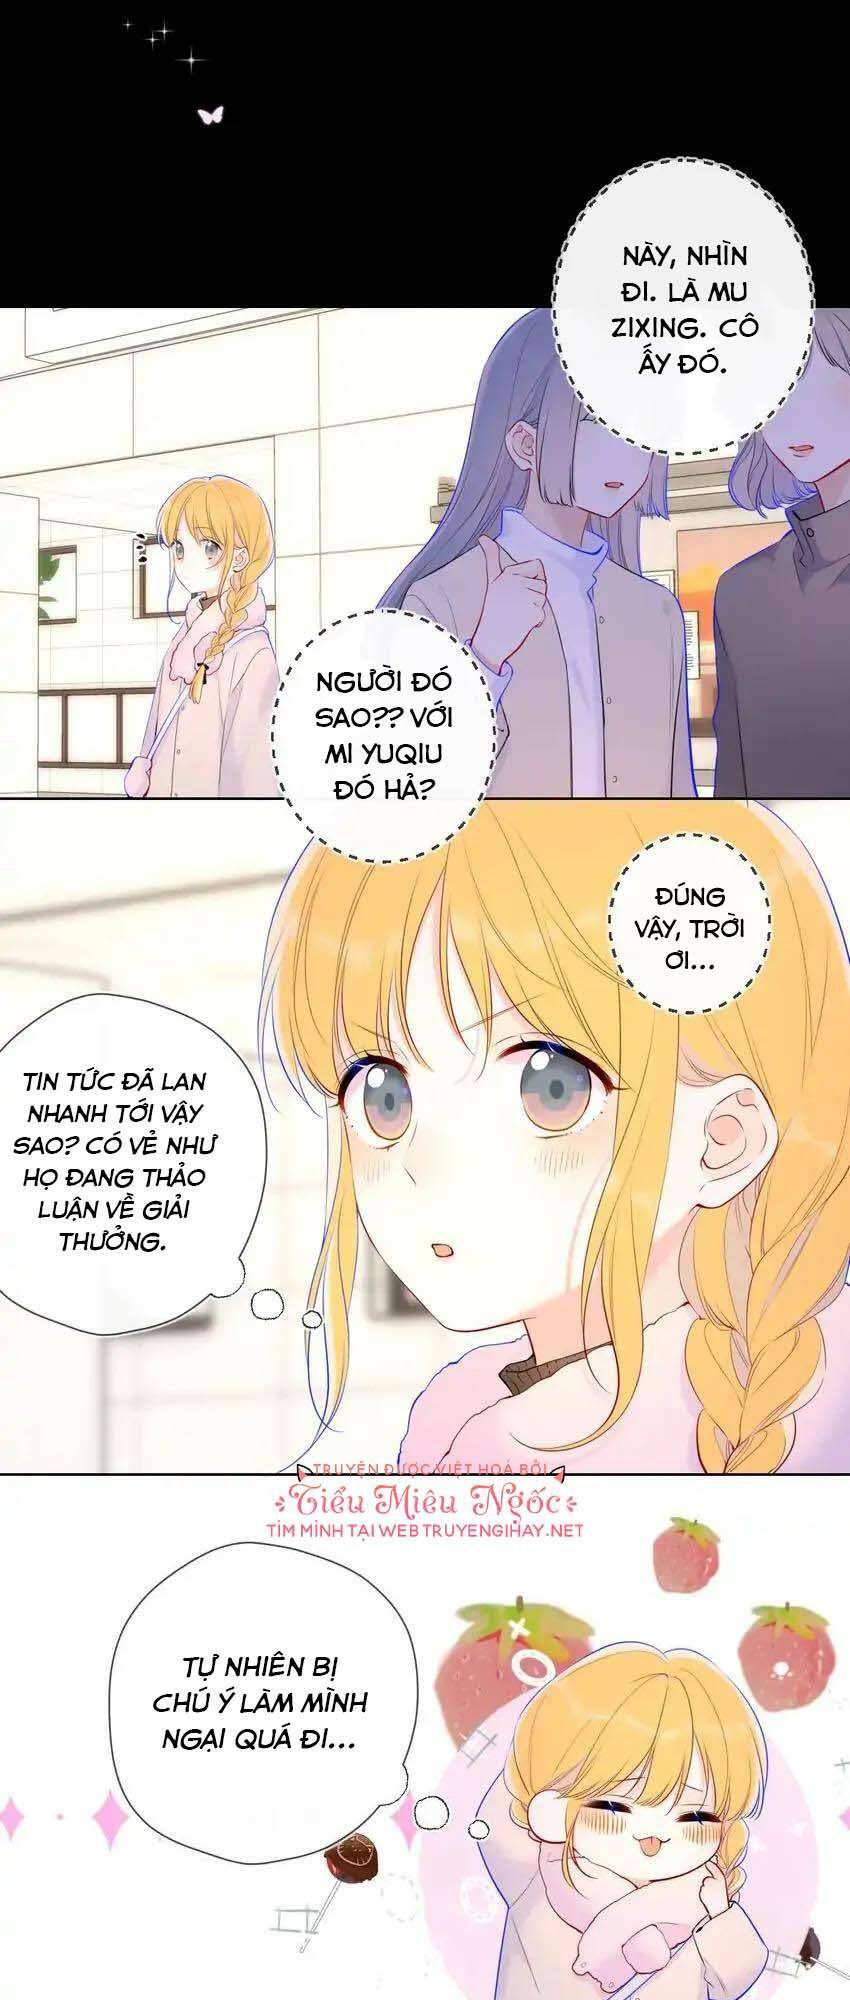 NÀY, NHÌN
ĐI. LÀ MU
ZIXING. CÔ
ẤY ĐÓ.
NGƯỜI ĐÓ
SAO?? VỚI
MI YUQIU
ĐÓ HẢ?
ĐÚNG
VẬY, TRỜI
ƠI...
TIN TỨC ĐÃ LAN
NHANH TỚI VẬY
SAO? CÓ VẺ NHƯ
HỌ ĐANG THẢO
LUẬN VỀ GIẢI
THƯỞNG.
TRUYỆN ĐƯỢC VIỆT HOÁ BỞI
Tiểu Miêu Ngốc
TÌM MÌNH TẠI WEB TRUYENGIHAY.NET
TỰ NHIÊN BỊ
CHÚ Ý LÀM MÌNH
NGẠI QUÁ ĐI...